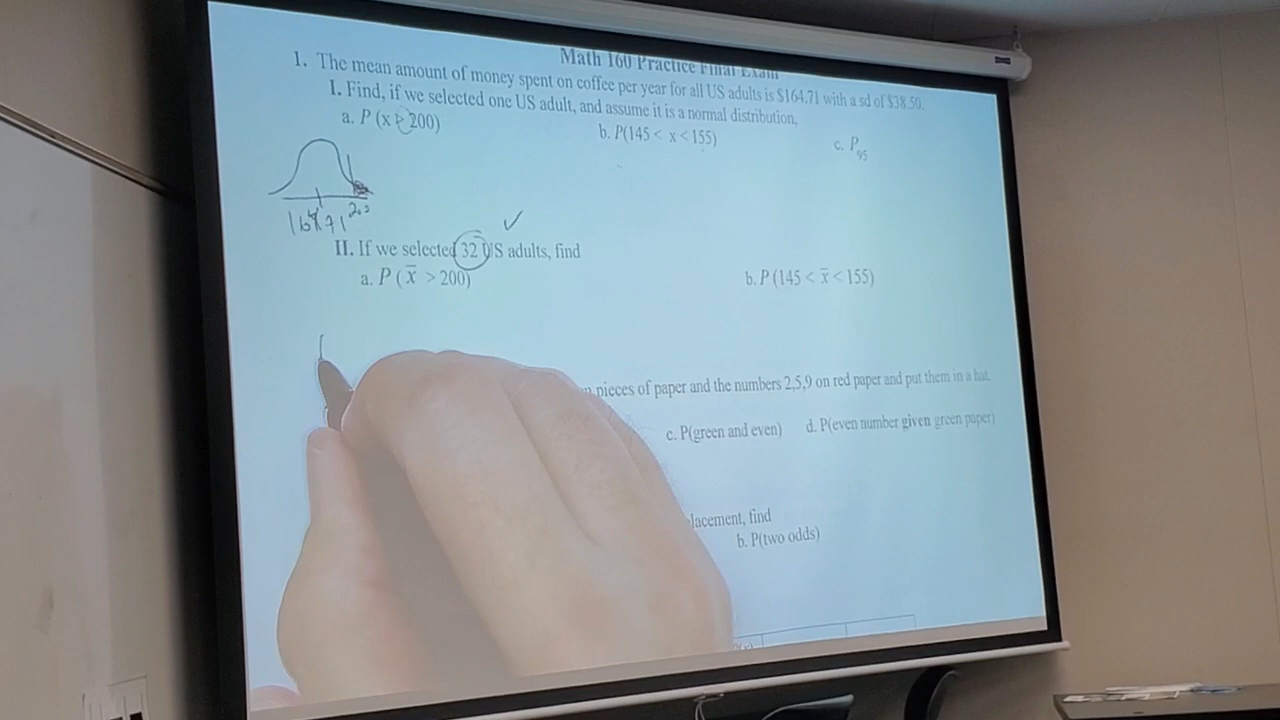 Math 160 Practice Final Exam
1. The mean amount of money spent on coffee per year for all US adults is $164.71 with a sd of $38.50.
I. Find, if we selected one US adult, and assume it is a normal distribution,
a. P (x > 200) b. P(145 < x < 155) c. P95
164.71 200
II. If we selected 32 US adults, find
a. P (x̅ > 200) b. P (145 < x̅ < 155)
pieces of paper and the numbers 2,5,9 on red paper and put them in a hat.
c. P(green and even) d. P(even number given green paper)
lacement, find
b. P(two odds)